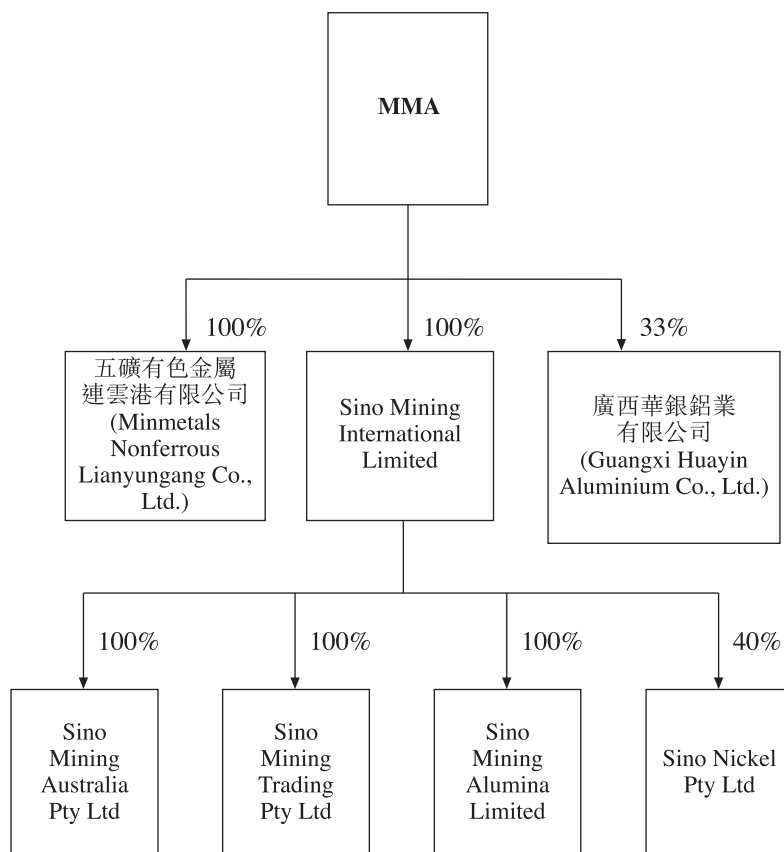 MMA
100%
100%
33%
五礦有色金屬
連雲港有限公司
(Minmetals
Nonferrous
Lianyungang Co.,
Ltd.)
Sino Mining
International
Limited
廣西華銀鋁業
有限公司
(Guangxi Huayin
Aluminium Co., Ltd.)
100%
100%
100%
40%
Sino
Mining
Australia
Pty Ltd
Sino
Mining
Trading
Pty Ltd
Sino
Mining
Alumina
Limited
Sino Nickel
Pty Ltd